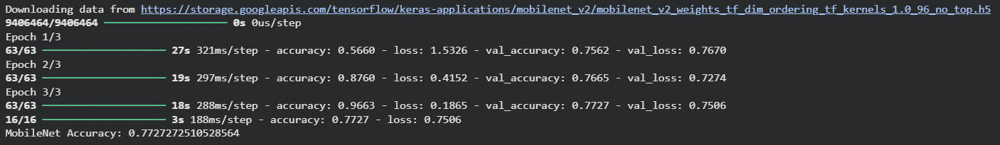 Downloading data from https://storage.googleapis.com/tensorflow/keras-applications/mobilenet_v2/mobilenet_v2_weights_tf_dim_ordering_tf_kernels_1.0_96_no_top.h5
9406464/9406464 ━━━━━━━━━━━━━━━━━━━━ 0s 0us/step
Epoch 1/3
63/63 ━━━━━━━━━━━━━━━━━━━━ 27s 321ms/step - accuracy: 0.5660 - loss: 1.5326 - val_accuracy: 0.7562 - val_loss: 0.7670
Epoch 2/3
63/63 ━━━━━━━━━━━━━━━━━━━━ 19s 297ms/step - accuracy: 0.8760 - loss: 0.4152 - val_accuracy: 0.7665 - val_loss: 0.7274
Epoch 3/3
63/63 ━━━━━━━━━━━━━━━━━━━━ 18s 288ms/step - accuracy: 0.9663 - loss: 0.1865 - val_accuracy: 0.7727 - val_loss: 0.7506
16/16 ━━━━━━━━━━━━━━━━━━━━ 3s 188ms/step - accuracy: 0.7727 - loss: 0.7506
MobileNet Accuracy: 0.7727272510528564